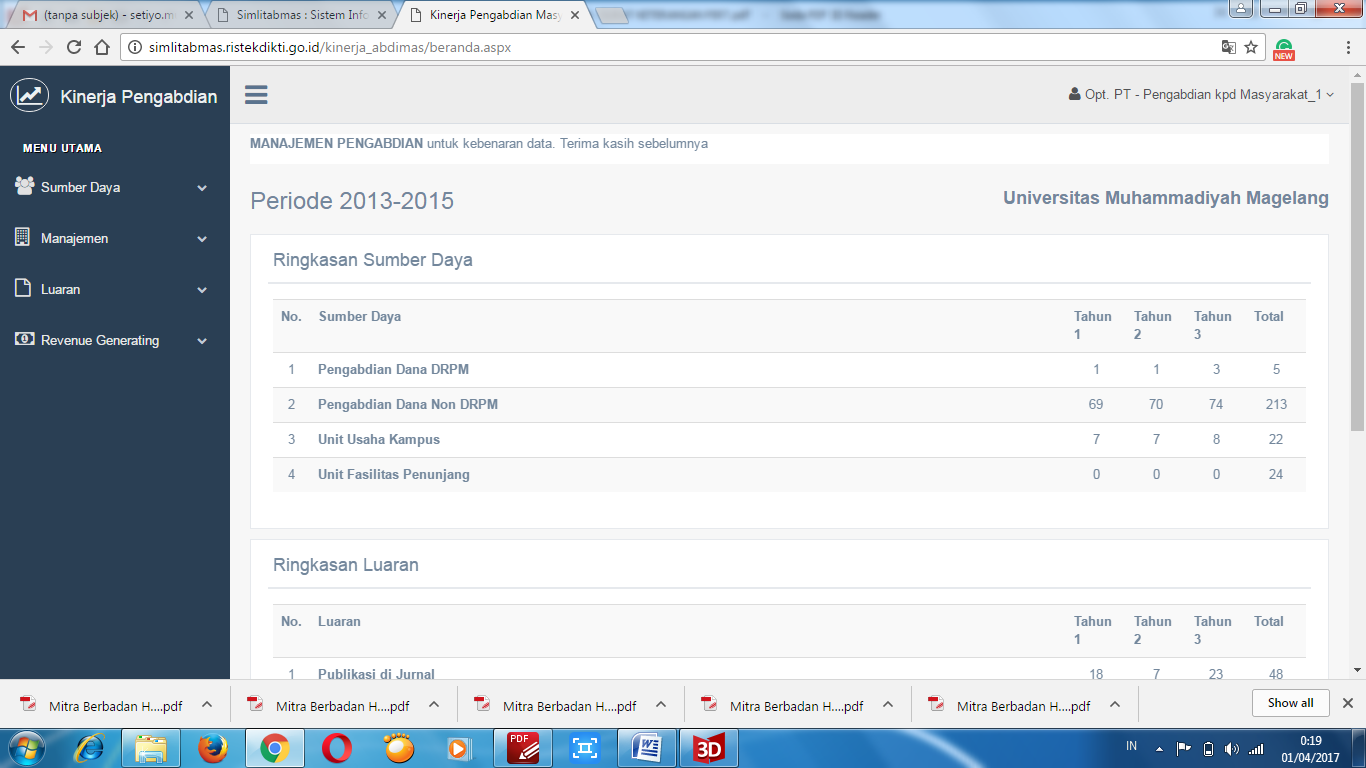 (tanpa subjek) - setiyo.m
Simlitabmas : Sistem Info
Kinerja Pengabdian Mas
simlitabmas.ristekdikti.go.id/kinerja_abdimas/beranda.aspx
NEW
Kinerja Pengabdian
Opt. PT - Pengabdian kpd Masyarakat_1
MENU UTAMA
Sumber Daya
Manajemen
Luaran
Revenue Generating
MANAJEMEN PENGABDIAN untuk kebenaran data. Terima kasih sebelumnya
Periode 2013-2015
Universitas Muhammadiyah Magelang
Ringkasan Sumber Daya
No. Sumber Daya Tahun 1 Tahun 2 Tahun 3 Total
1 Pengabdian Dana DRPM 1 1 3 5
2 Pengabdian Dana Non DRPM 69 70 74 213
3 Unit Usaha Kampus 7 7 8 22
4 Unit Fasilitas Penunjang 0 0 0 24
Ringkasan Luaran
No. Luaran Tahun 1 Tahun 2 Tahun 3 Total
1 Publikasi di Jurnal 18 7 23 48
Mitra Berbadan H....pdf
Mitra Berbadan H....pdf
Mitra Berbadan H....pdf
Mitra Berbadan H....pdf
Mitra Berbadan H....pdf
Show all
PDF
3D
IN
0:19
01/04/2017